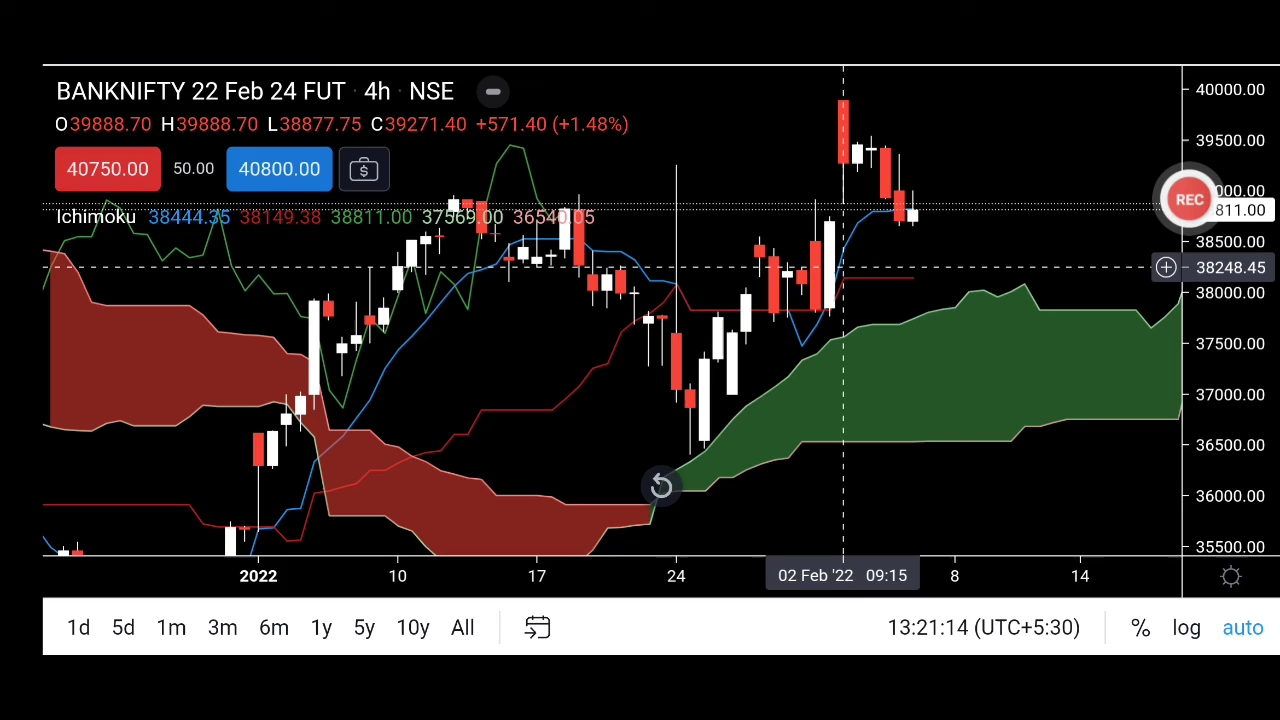 BANKNIFTY 22 Feb 24 FUT · 4h · NSE
O39888.70 H39888.70 L38877.75 C39271.40 +571.40 (+1.48%)
40750.00 50.00 40800.00
Ichimoku 38444.35 38149.38 38811.00 37569.00 36540.05
40000.00
39500.00
REC
000.00
811.00
38500.00
38248.45
38000.00
37500.00
37000.00
36500.00
36000.00
35500.00
2022 10 17 24 02 Feb '22 09:15 8 14
1d 5d 1m 3m 6m 1y 5y 10y All 13:21:14 (UTC+5:30) % log auto